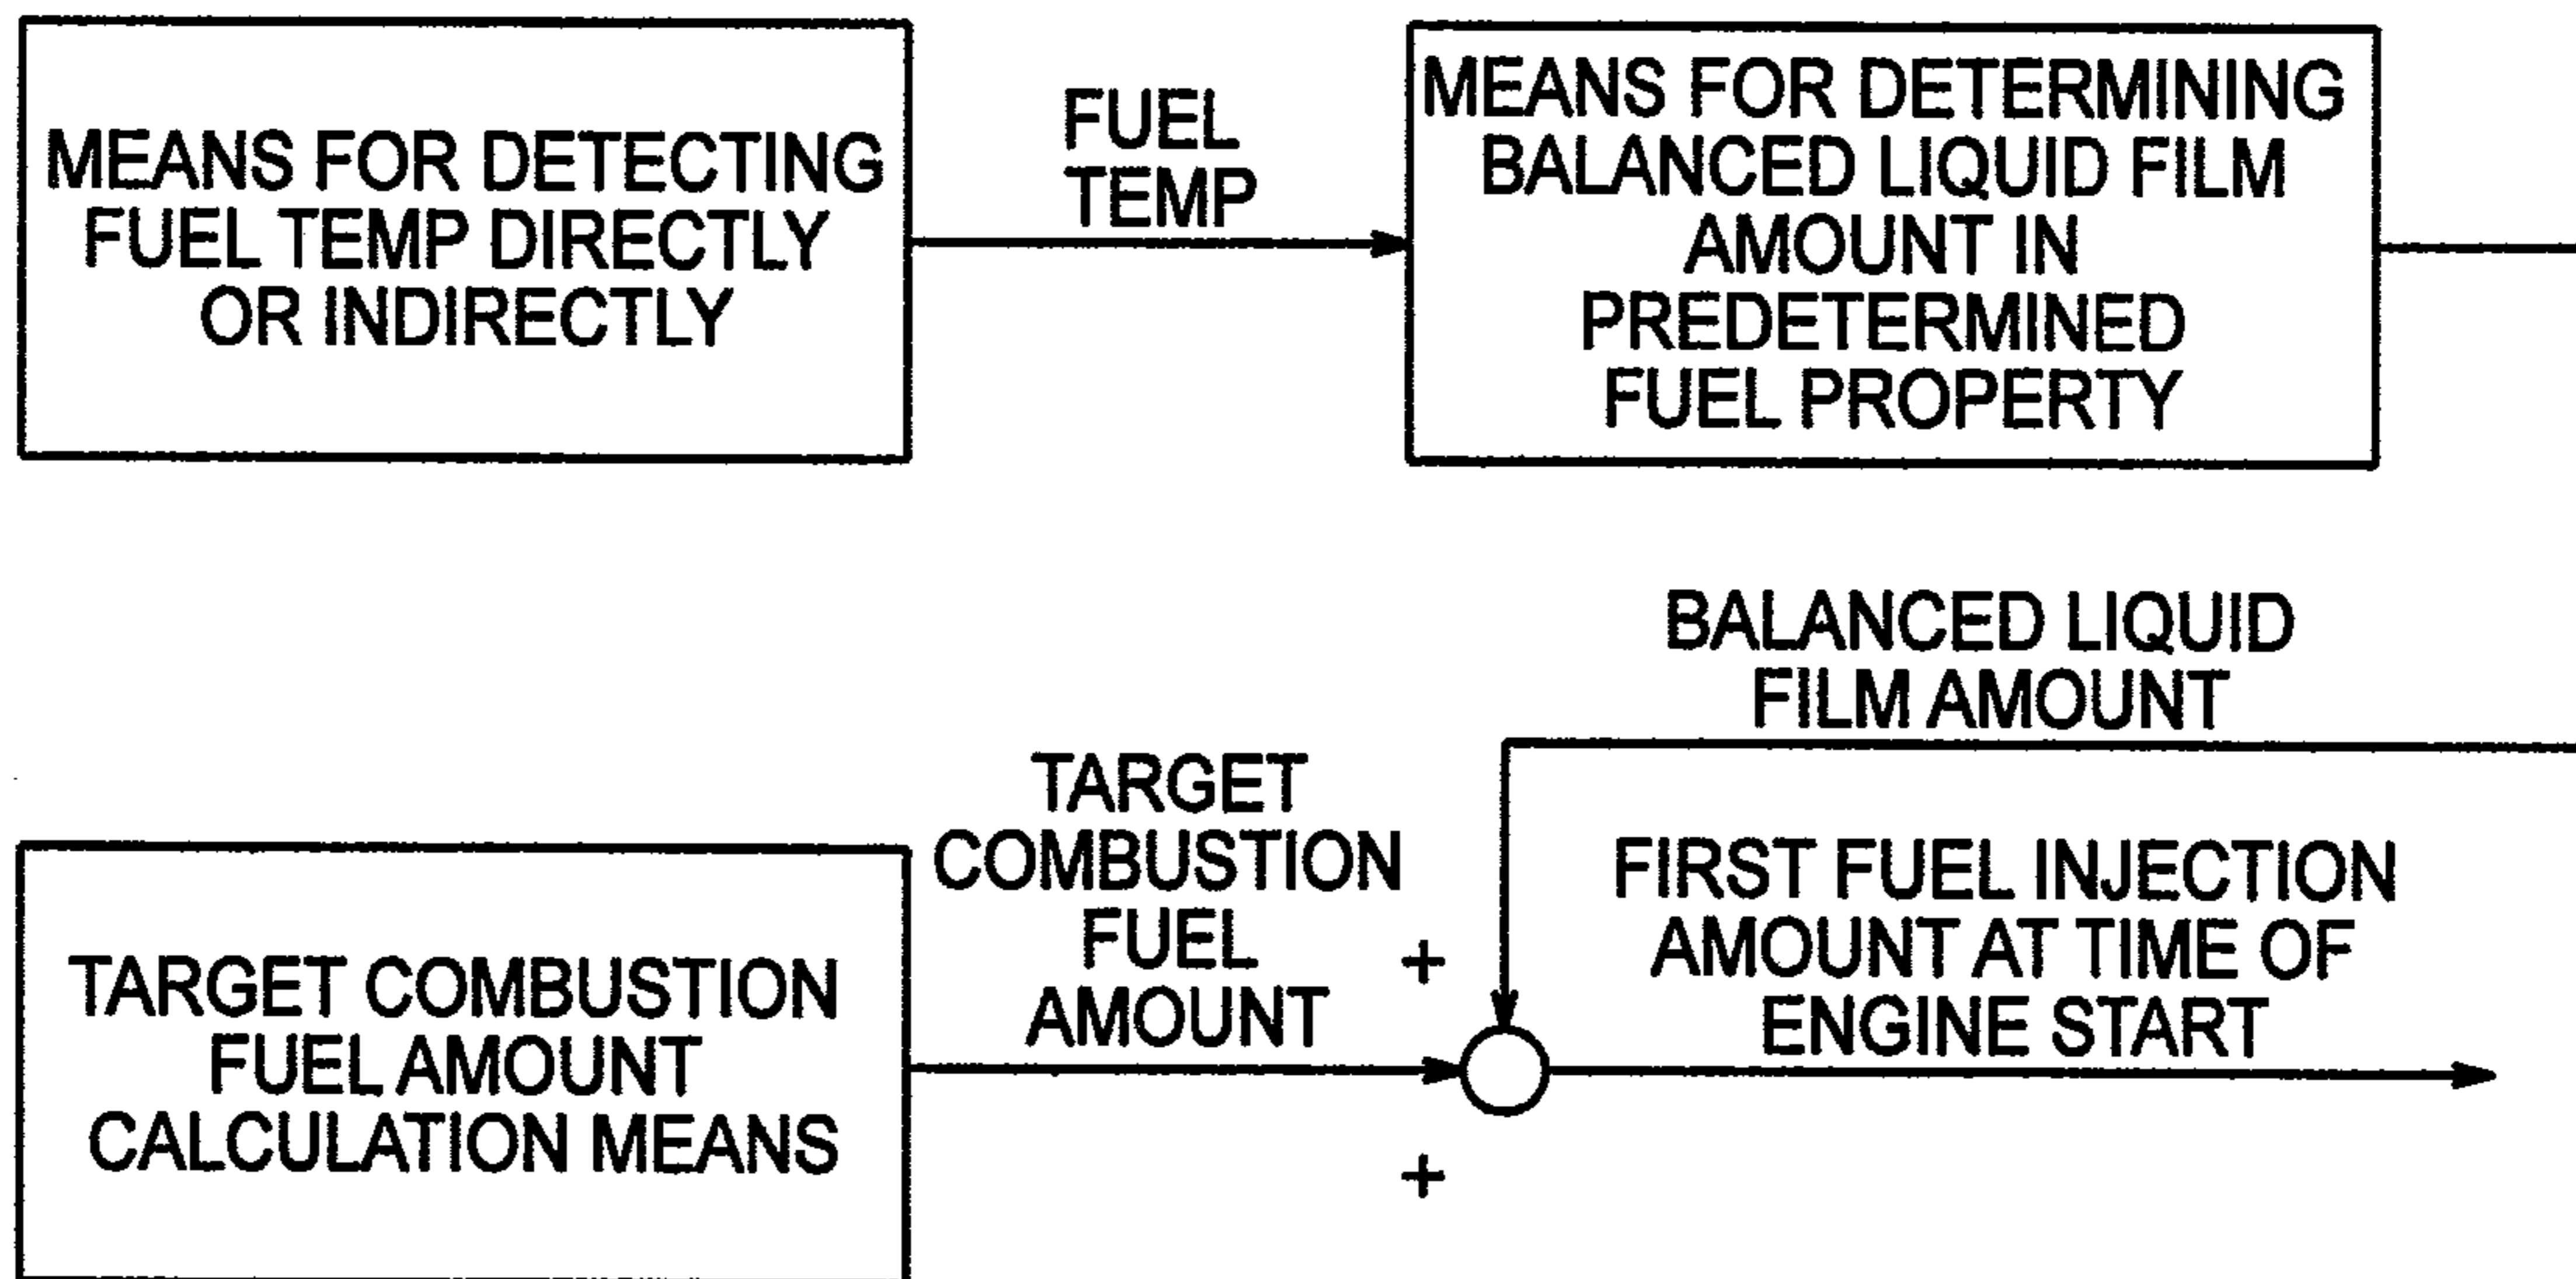 MEANS FOR DETECTING
FUEL TEMP DIRECTLY
OR INDIRECTLY
FUEL
TEMP
MEANS FOR DETERMINING
BALANCED LIQUID FILM
AMOUNT IN
PREDETERMINED
FUEL PROPERTY
BALANCED LIQUID
FILM AMOUNT
TARGET COMBUSTION
FUEL AMOUNT
CALCULATION MEANS
TARGET
COMBUSTION
FUEL
AMOUNT
+
+
FIRST FUEL INJECTION
AMOUNT AT TIME OF
ENGINE START